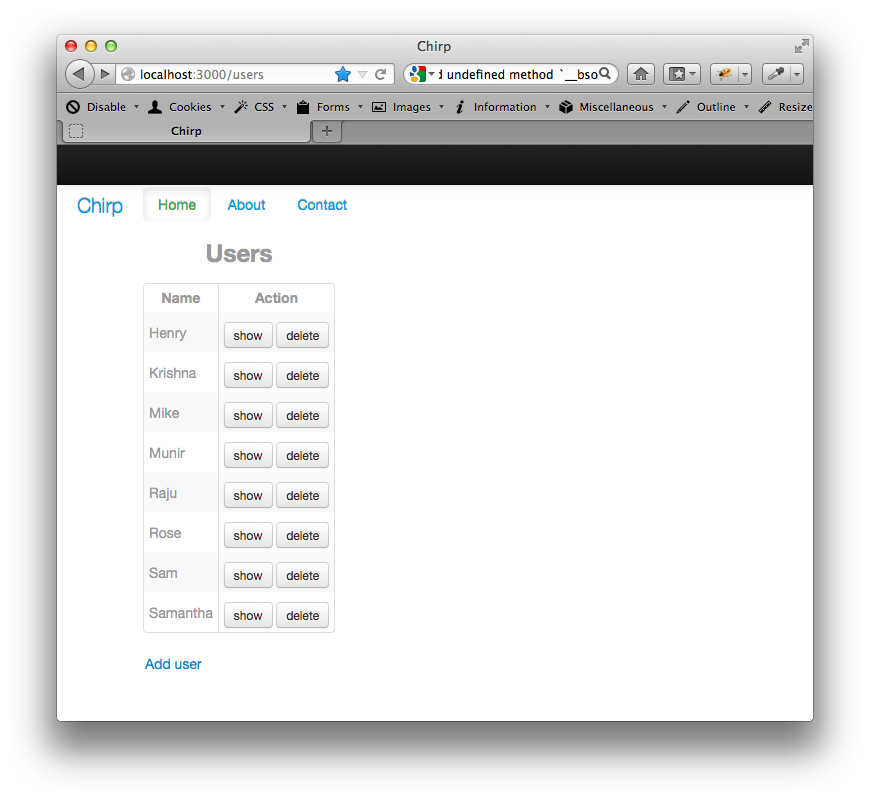 Chirp
localhost:3000/users
d undefined method `__bso
Disable Cookies CSS Forms Images Information Miscellaneous Outline Resize
Chirp
Chirp Home About Contact
Users
Name Action
Henry show delete
Krishna show delete
Mike show delete
Munir show delete
Raju show delete
Rose show delete
Sam show delete
Samantha show delete
Add user